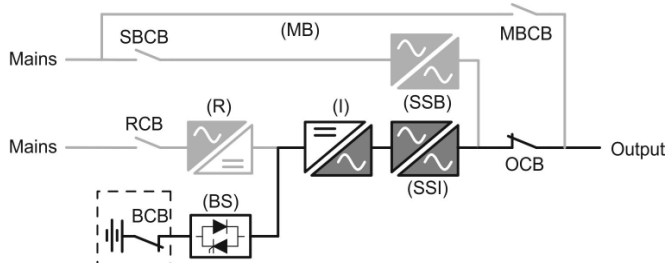 (MB)
MBCB
SBCB
Mains
(SSB)
RCB
(R)
(I)
Mains
Output
OCB
(SSI)
BCB
(BS)